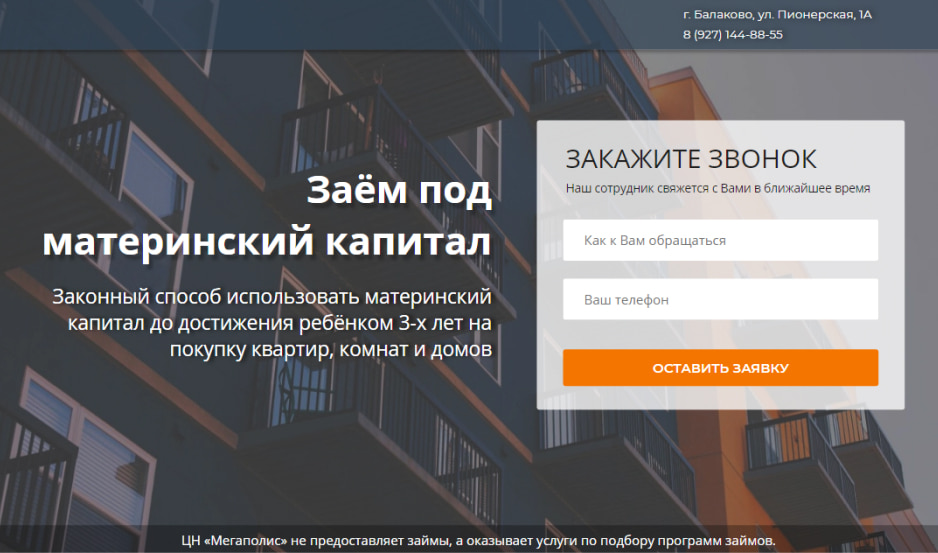 г. Балаково, ул. Пионерская, 1А
8 (927) 144-88-55
Заём под
материнский капитал
Законный способ использовать материнский
капитал до достижения ребёнком 3-х лет на
покупку квартир, комнат и домов
ЗАКАЖИТЕ ЗВОНОК
Наш сотрудник свяжется с Вами в ближайшее время
Как к Вам обращаться
Ваш телефон
ОСТАВИТЬ ЗАЯВКУ
ЦН «Мегаполис» не предоставляет займы, а оказывает услуги по подбору программ займов.